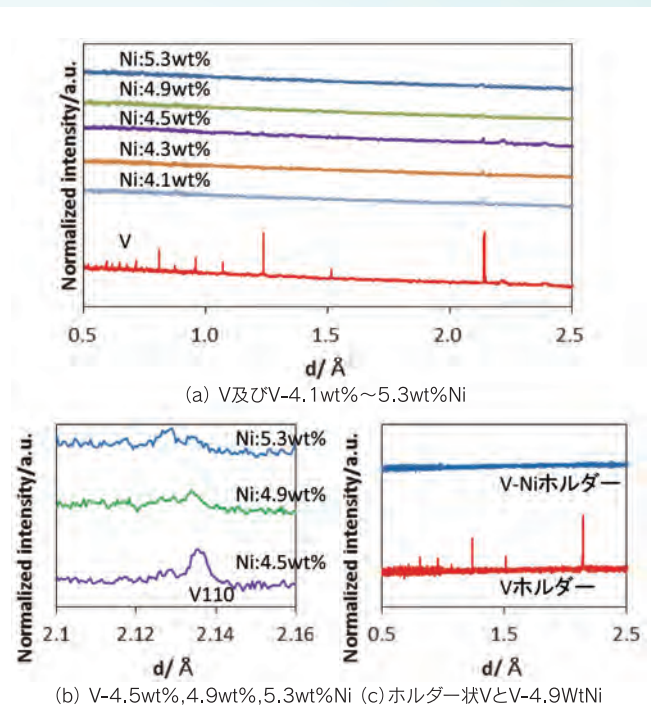 Normalized intensity/a.u.
Ni:5.3wt%
Ni:4.9wt%
Ni:4.5wt%
Ni:4.3wt%
Ni:4.1wt%
V
0.5 1.0 1.5 2.0 2.5
d/ Å
(a) V及びV-4.1wt%～5.3wt%Ni
Normalized intensity/a.u.
Ni:5.3wt%
Ni:4.9wt%
Ni:4.5wt%
V110
2.1 2.12 2.14 2.16
d/ Å
(b) V-4.5wt%,4.9wt%,5.3wt%Ni
Normalized intensity/a.u.
V-Niホルダー
Vホルダー
0.5 1.5 2.5
d/ Å
(c)ホルダー状VとV-4.9WtNi